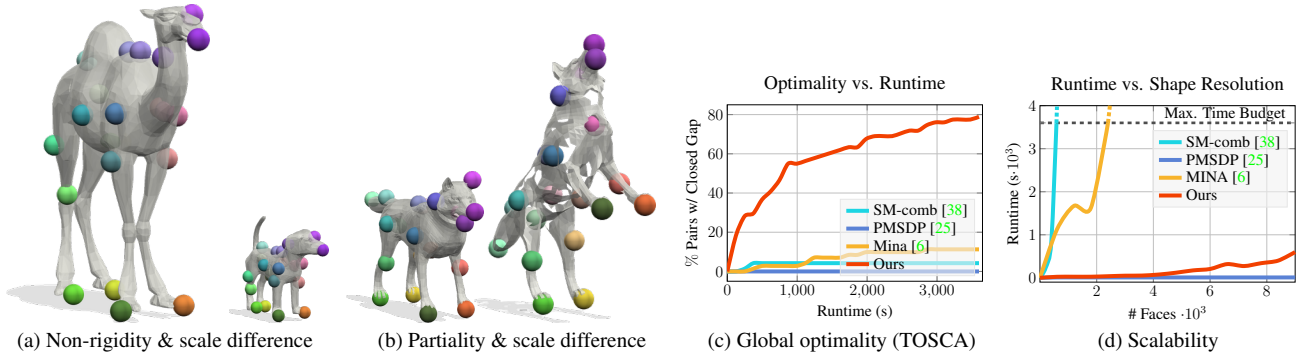 Optimality vs. Runtime
80
60
40
20
0
% Pairs w/ Closed Gap
SM-comb [38]
PMSDP [25]
Mina [6]
Ours
0
1,000
2,000
3,000
Runtime (s)
Runtime vs. Shape Resolution
4
3
2
1
0
Runtime (s·10³)
Max. Time Budget
SM-comb [38]
PMSDP [25]
MINA [6]
Ours
2
4
6
8
# Faces ·10³
(a) Non-rigidity & scale difference
(b) Partiality & scale difference
(c) Global optimality (TOSCA)
(d) Scalability